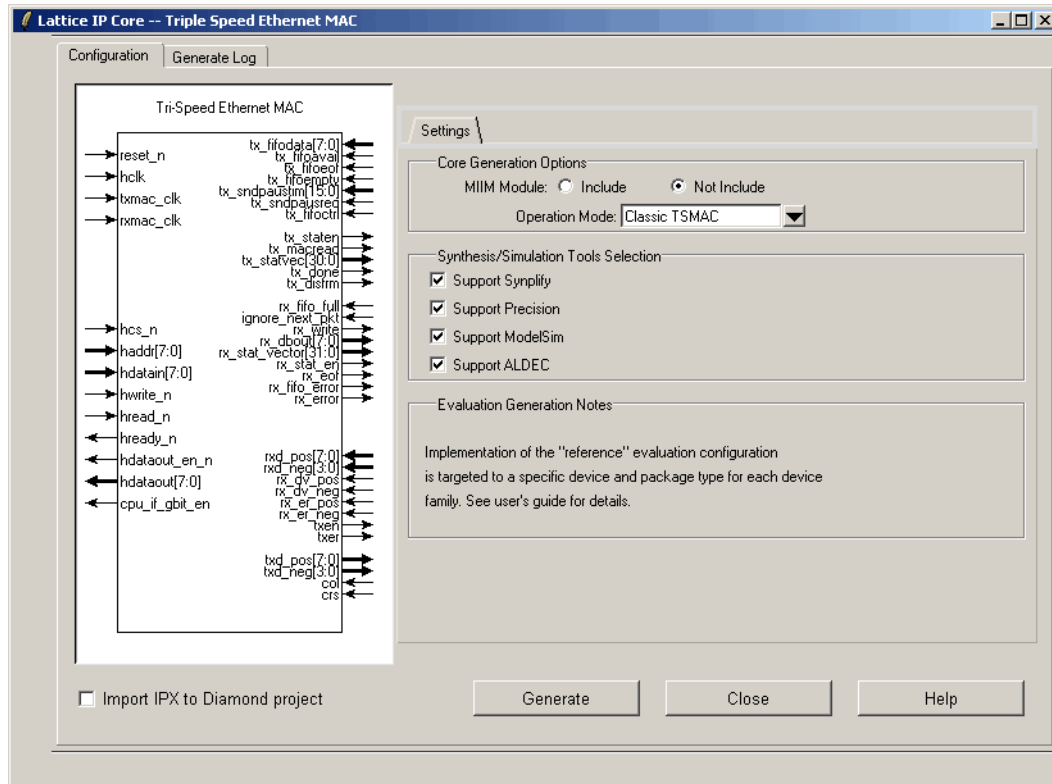 Lattice IP Core -- Triple Speed Ethernet MAC
Configuration
Generate Log
Tri-Speed Ethernet MAC
reset_n
hclk
txmac_clk
rxmac_clk
hcs_n
haddr[7:0]
hdatain[7:0]
hwrite_n
hread_n
hready_n
hdataout_en_n
hdataout[7:0]
cpu_if_gbit_en
tx_fifodata[7:0]
tx_fifoavail
tx_fifoeof
tx_fifoempty
tx_sndpaustim[15:0]
tx_sndpausreq
tx_fifoctrl
tx_staten
tx_macread
tx_statvec[30:0]
tx_done
tx_disfrm
rx_fifo_full
ignore_next_pkt
rx_write
rx_dbout[7:0]
rx_stat_vector[31:0]
rx_stat_en
rx_eof
rx_fifo_error
rx_error
rxd_pos[7:0]
rxd_neg[3:0]
rx_dv_pos
rx_dv_neg
rx_er_pos
rx_er_neg
txen
txer
txd_pos[7:0]
txd_neg[3:0]
col
crs
Settings
Core Generation Options
MIIM Module: Include Not Include
Operation Mode: Classic TSMAC
Synthesis/Simulation Tools Selection
Support Synplify
Support Precision
Support ModelSim
Support ALDEC
Evaluation Generation Notes
Implementation of the "reference" evaluation configuration
is targeted to a specific device and package type for each device
family. See user's guide for details.
Import IPX to Diamond project
Generate
Close
Help